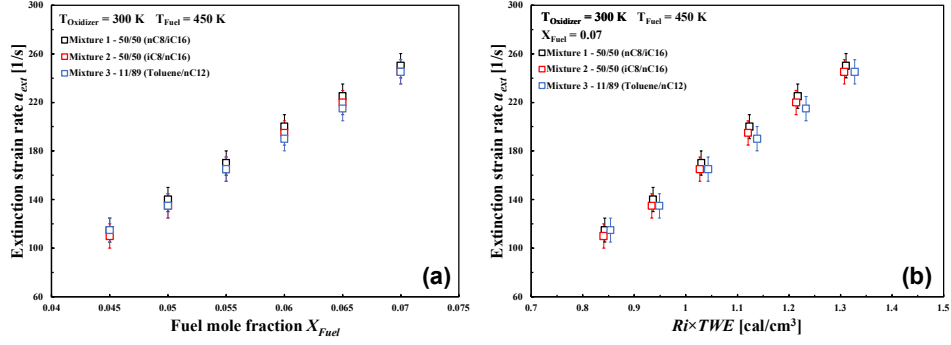 T_Oxidizer = 300 K T_Fuel = 450 K
Mixture 1 - 50/50 (nC8/iC16)
Mixture 2 - 50/50 (iC8/nC16)
Mixture 3 - 11/89 (Toluene/nC12)
Extinction strain rate a_ext [1/s]
300
260
220
180
140
100
60
0.04
0.045
0.05
0.055
0.06
0.065
0.07
0.075
Fuel mole fraction X_Fuel
(a)
T_Oxidizer = 300 K T_Fuel = 450 K
X_Fuel = 0.07
Mixture 1 - 50/50 (nC8/iC16)
Mixture 2 - 50/50 (iC8/nC16)
Mixture 3 - 11/89 (Toluene/nC12)
Extinction strain rate a_ext [1/s]
300
260
220
180
140
100
60
0.7
0.8
0.9
1
1.1
1.2
1.3
1.4
1.5
Ri×TWE [cal/cm³]
(b)